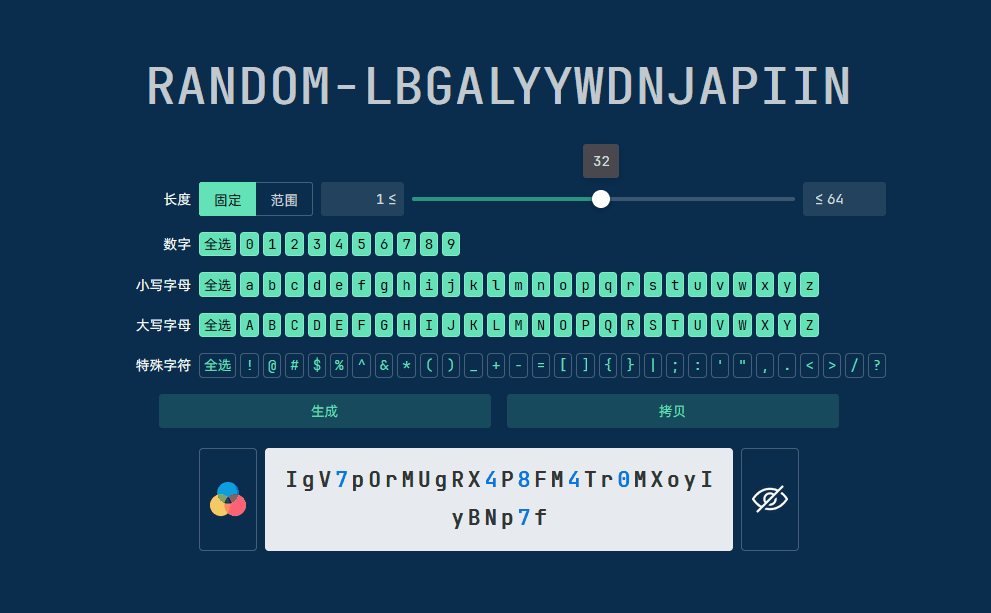 RANDOM-LBGALYYWDNJAPIIN
32
长度 固定 范围 1 ≤ ≤ 64
数字 全选 0 1 2 3 4 5 6 7 8 9
小写字母 全选 a b c d e f g h i j k l m n o p q r s t u v w x y z
大写字母 全选 A B C D E F G H I J K L M N O P Q R S T U V W X Y Z
特殊字符 全选 ! @ # $ % ^ & * ( ) _ + - = [ ] { } | ; : ' " , . < > / ?
生成 拷贝
IgV7pOrMUgRX4P8FM4Tr0MXoyI
yBNp7f